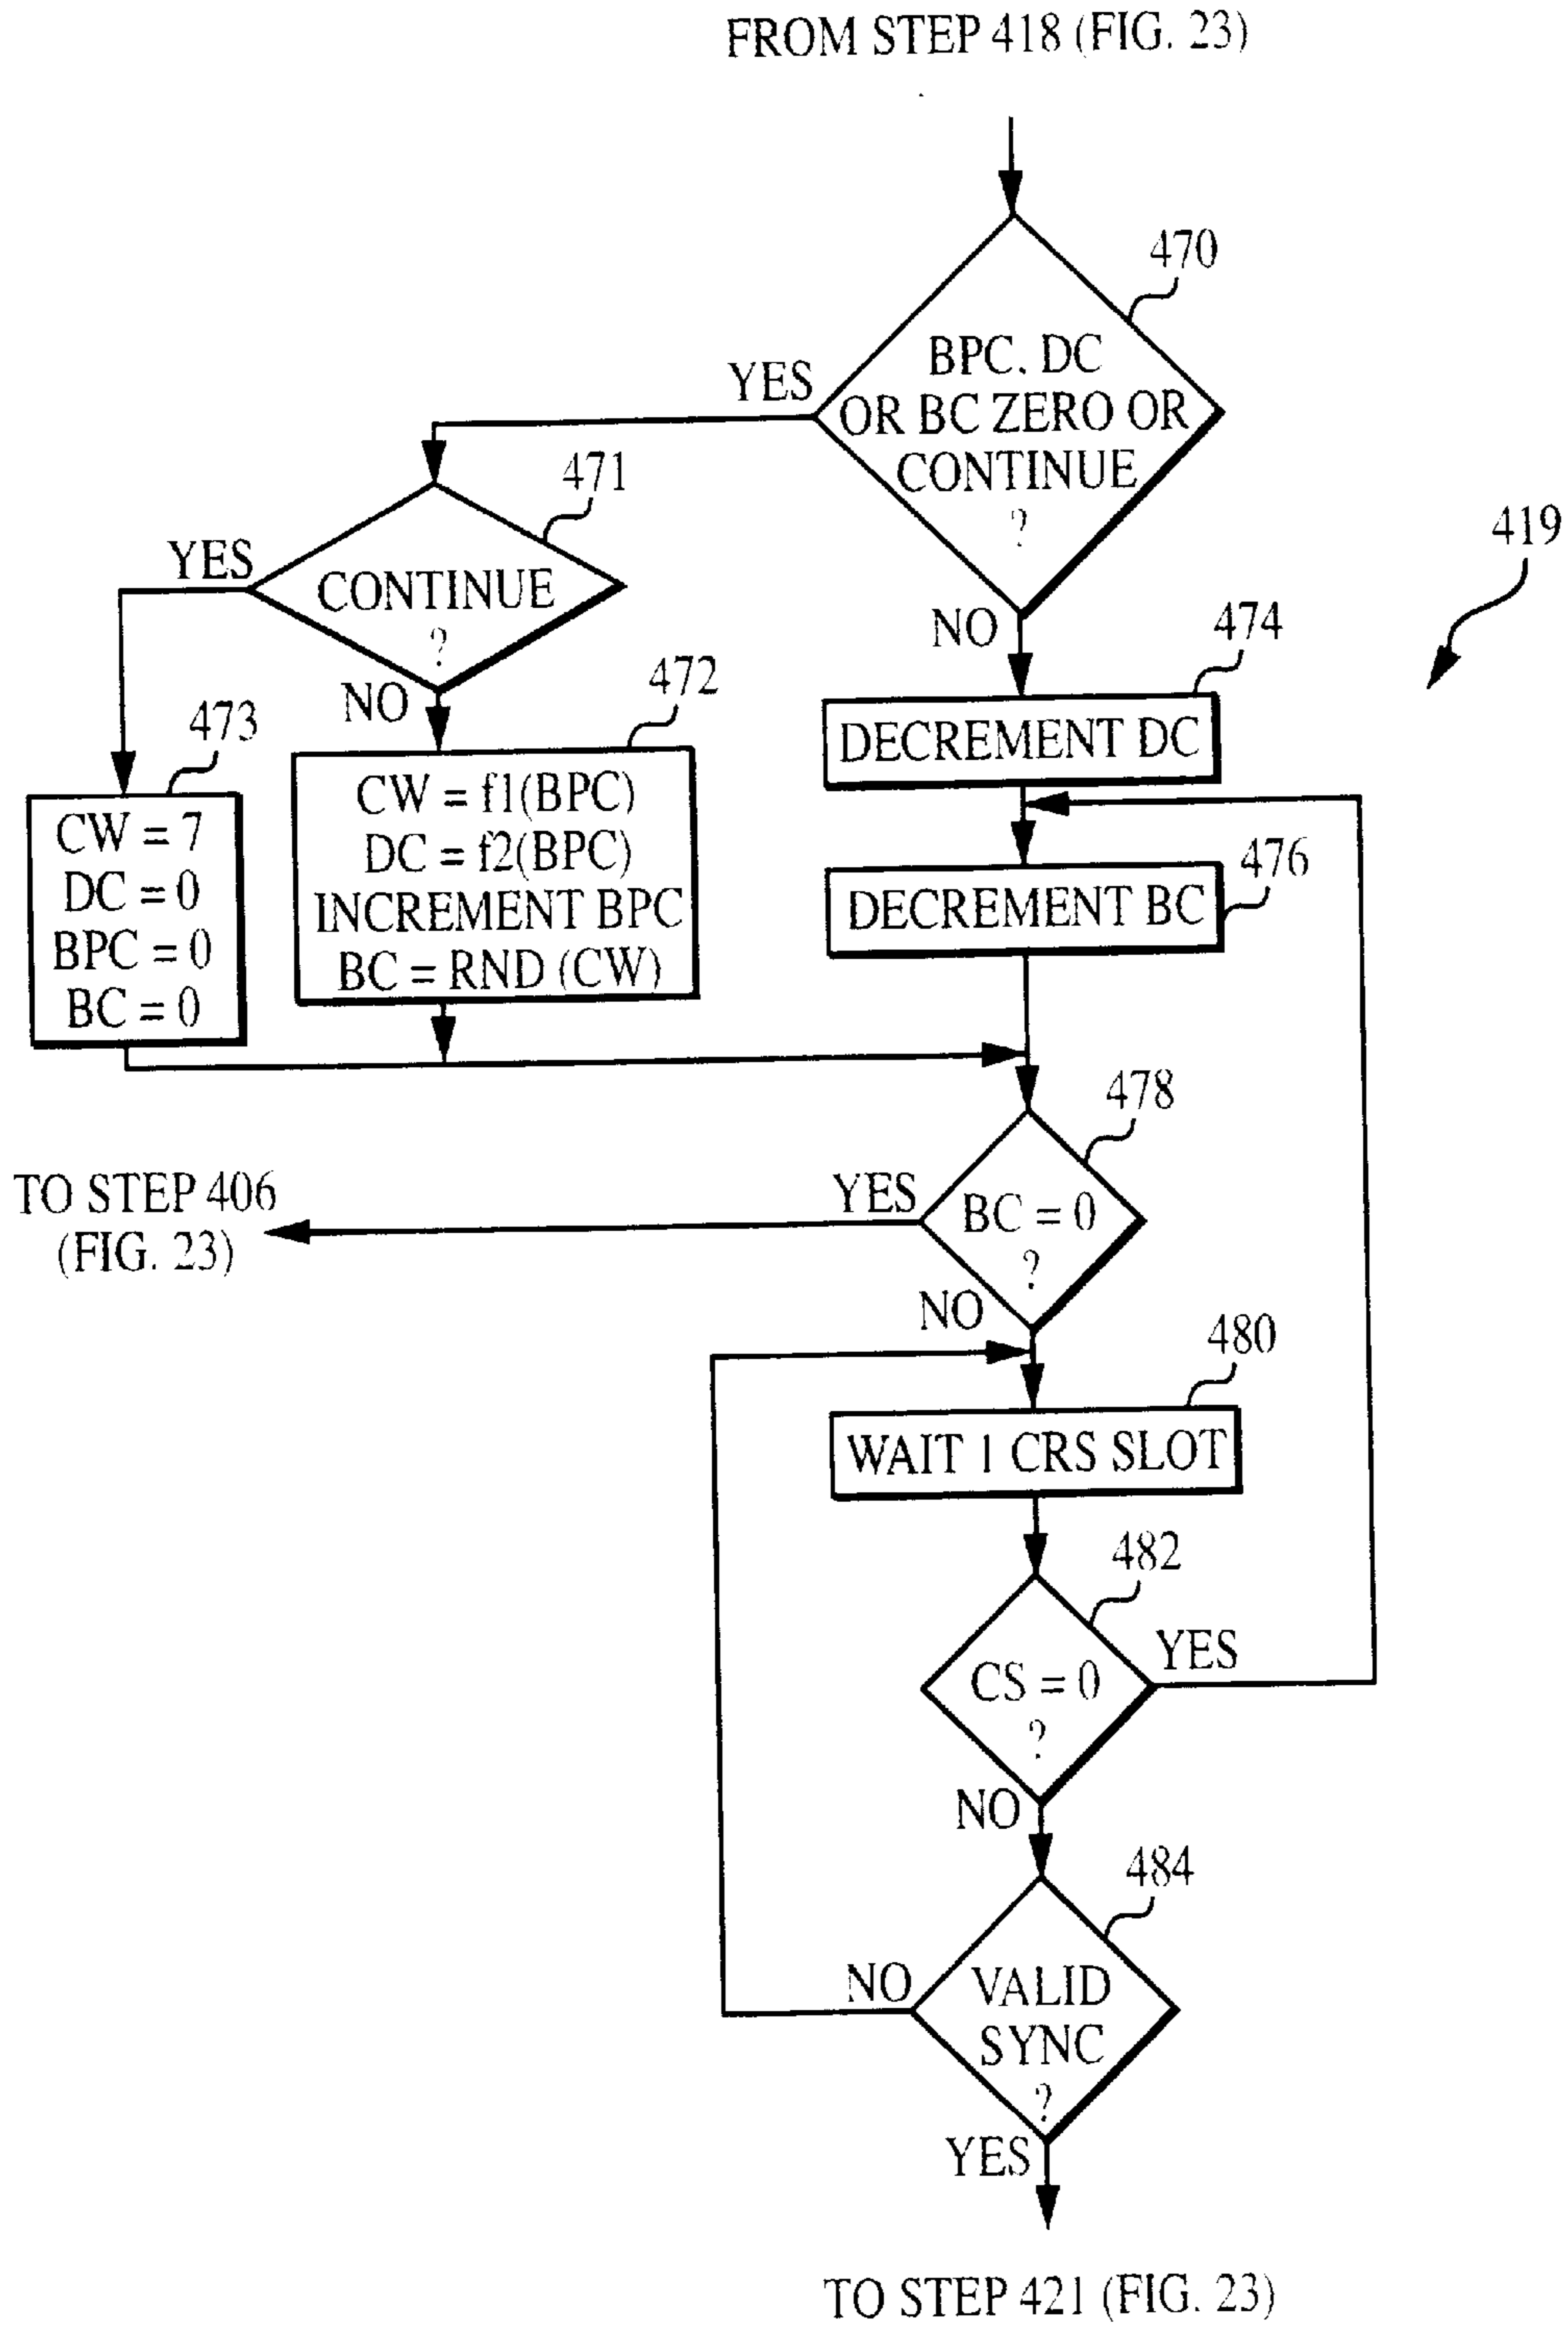 FROM STEP 418 (FIG. 23)
470
BPC, DC
OR BC ZERO OR
CONTINUE
?
YES
NO
471
CONTINUE
?
YES
NO
419
473
CW = 7
DC = 0
BPC = 0
BC = 0
472
CW = f1(BPC)
DC = f2(BPC)
INCREMENT BPC
BC = RND (CW)
474
DECREMENT DC
476
DECREMENT BC
478
BC = 0
?
YES
TO STEP 406
(FIG. 23)
NO
480
WAIT 1 CRS SLOT
482
CS = 0
?
YES
NO
484
VALID
SYNC
?
NO
YES
TO STEP 421 (FIG. 23)